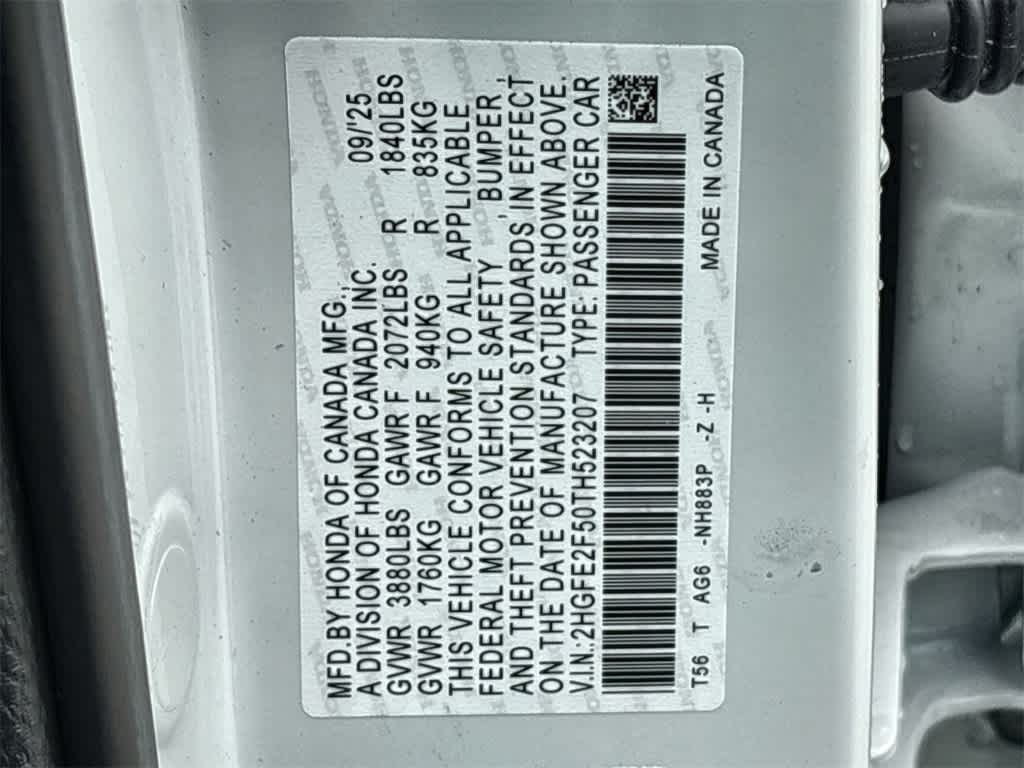 MFD.BY HONDA OF CANADA MFG., 09/'25
A DIVISION OF HONDA CANADA INC.
GVWR 3880LBS GAWR F 2072LBS R 1840LBS
GVWR 1760KG GAWR F 940KG R 835KG
THIS VEHICLE CONFORMS TO ALL APPLICABLE
FEDERAL MOTOR VEHICLE SAFETY , BUMPER ,
AND THEFT PREVENTION STANDARDS IN EFFECT
ON THE DATE OF MANUFACTURE SHOWN ABOVE.
V.I.N.:2HGFE2F50TH523207 TYPE: PASSENGER CAR
MADE IN CANADA
T56 T AG6 -NH883P -Z -H